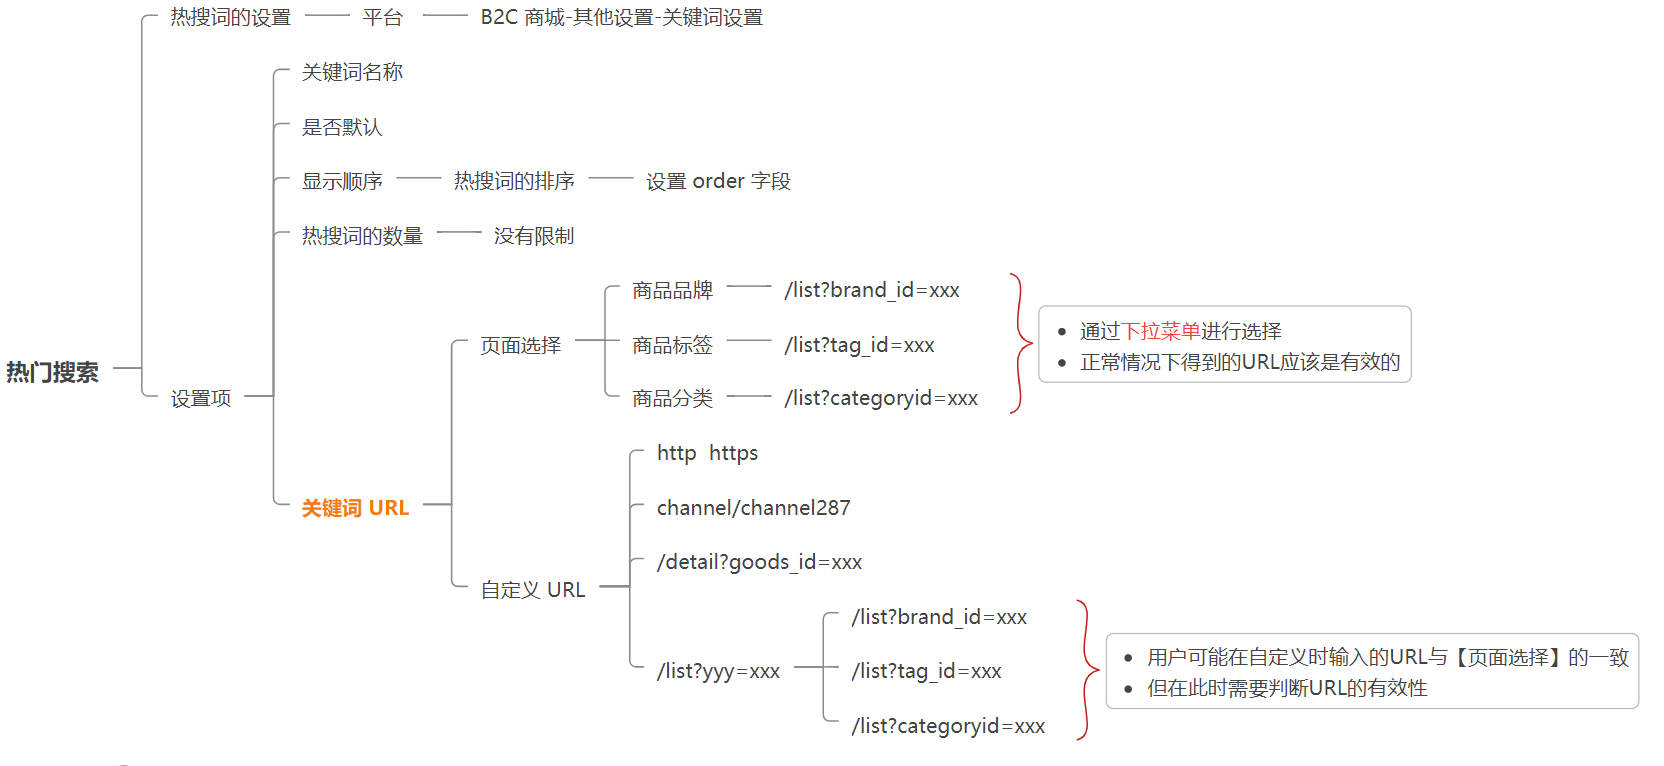 热搜词的设置
平台
B2C 商城-其他设置-关键词设置
关键词名称
是否默认
显示顺序
热搜词的排序
设置 order 字段
热搜词的数量
没有限制
商品品牌
/list?brand_id=xxx
页面选择
商品标签
/list?tag_id=xxx
商品分类
/list?categoryid=xxx
通过下拉菜单进行选择
正常情况下得到的URL应该是有效的
热门搜索
设置项
关键词 URL
http  https
channel/channel287
/detail?goods_id=xxx
自定义 URL
/list?yyy=xxx
/list?brand_id=xxx
/list?tag_id=xxx
/list?categoryid=xxx
用户可能在自定义时输入的URL与【页面选择】的一致
但在此时需要判断URL的有效性